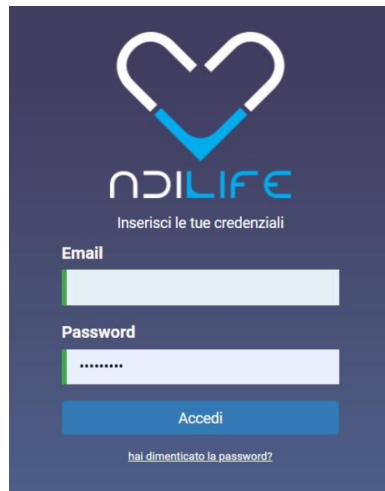 NDILIFE
Inserisci le tue credenziali
Email
Password
.........
Accedi
hai dimenticato la password?